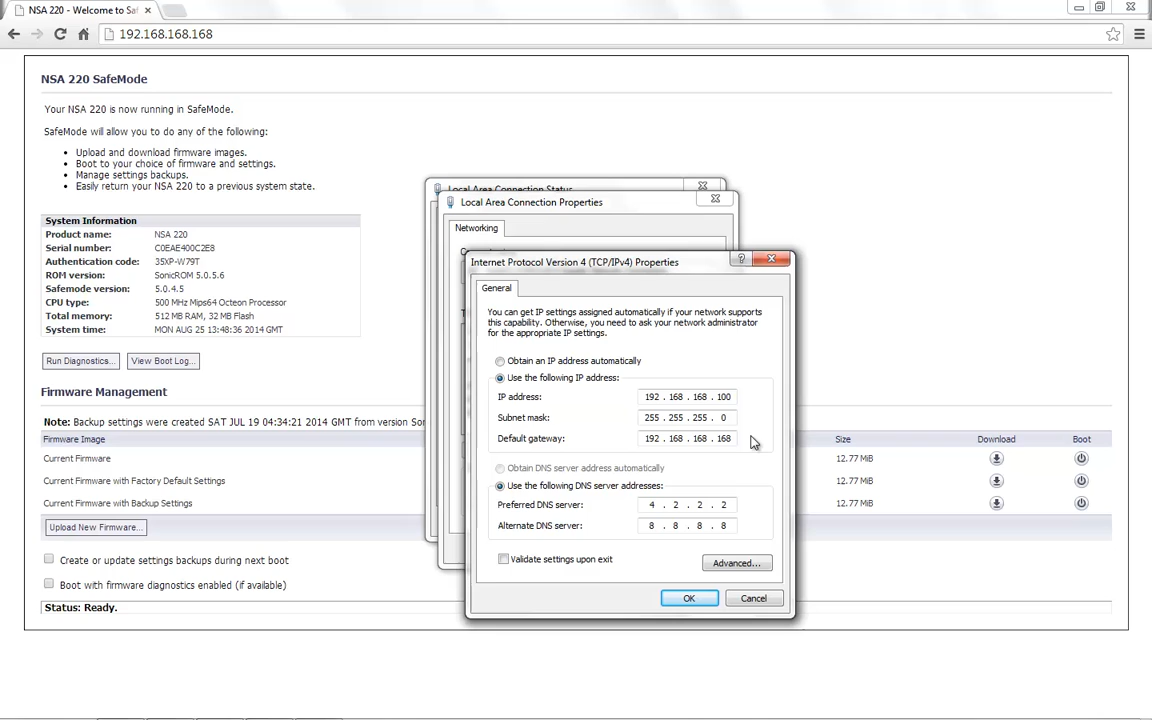 NSA 220 - Welcome to Saf
192.168.168.168
NSA 220 SafeMode
Your NSA 220 is now running in SafeMode.
SafeMode will allow you to do any of the following:
Upload and download firmware images.
Boot to your choice of firmware and settings.
Manage settings backups.
Easily return your NSA 220 to a previous system state.
System Information
Product name: NSA 220
Serial number: C0EAE400C2E8
Authentication code: 35XP-W79T
ROM version: SonicROM 5.0.5.6
Safemode version: 5.0.4.5
CPU type: 500 MHz Mips64 Octeon Processor
Total memory: 512 MB RAM, 32 MB Flash
System time: MON AUG 25 13:48:36 2014 GMT
Run Diagnostics... View Boot Log...
Firmware Management
Note: Backup settings were created SAT JUL 19 04:34:21 2014 GMT from version Son
Firmware Image Size Download Boot
Current Firmware 12.77 MiB
Current Firmware with Factory Default Settings 12.77 MiB
Current Firmware with Backup Settings 12.77 MiB
Upload New Firmware...
Create or update settings backups during next boot
Boot with firmware diagnostics enabled (if available)
Status: Ready.
Local Area Connection Status
Local Area Connection Properties
Networking
Internet Protocol Version 4 (TCP/IPv4) Properties
General
You can get IP settings assigned automatically if your network supports
this capability. Otherwise, you need to ask your network administrator
for the appropriate IP settings.
Obtain an IP address automatically
Use the following IP address:
IP address: 192 . 168 . 168 . 100
Subnet mask: 255 . 255 . 255 . 0
Default gateway: 192 . 168 . 168 . 168
Obtain DNS server address automatically
Use the following DNS server addresses:
Preferred DNS server: 4 . 2 . 2 . 2
Alternate DNS server: 8 . 8 . 8 . 8
Validate settings upon exit
Advanced...
OK Cancel